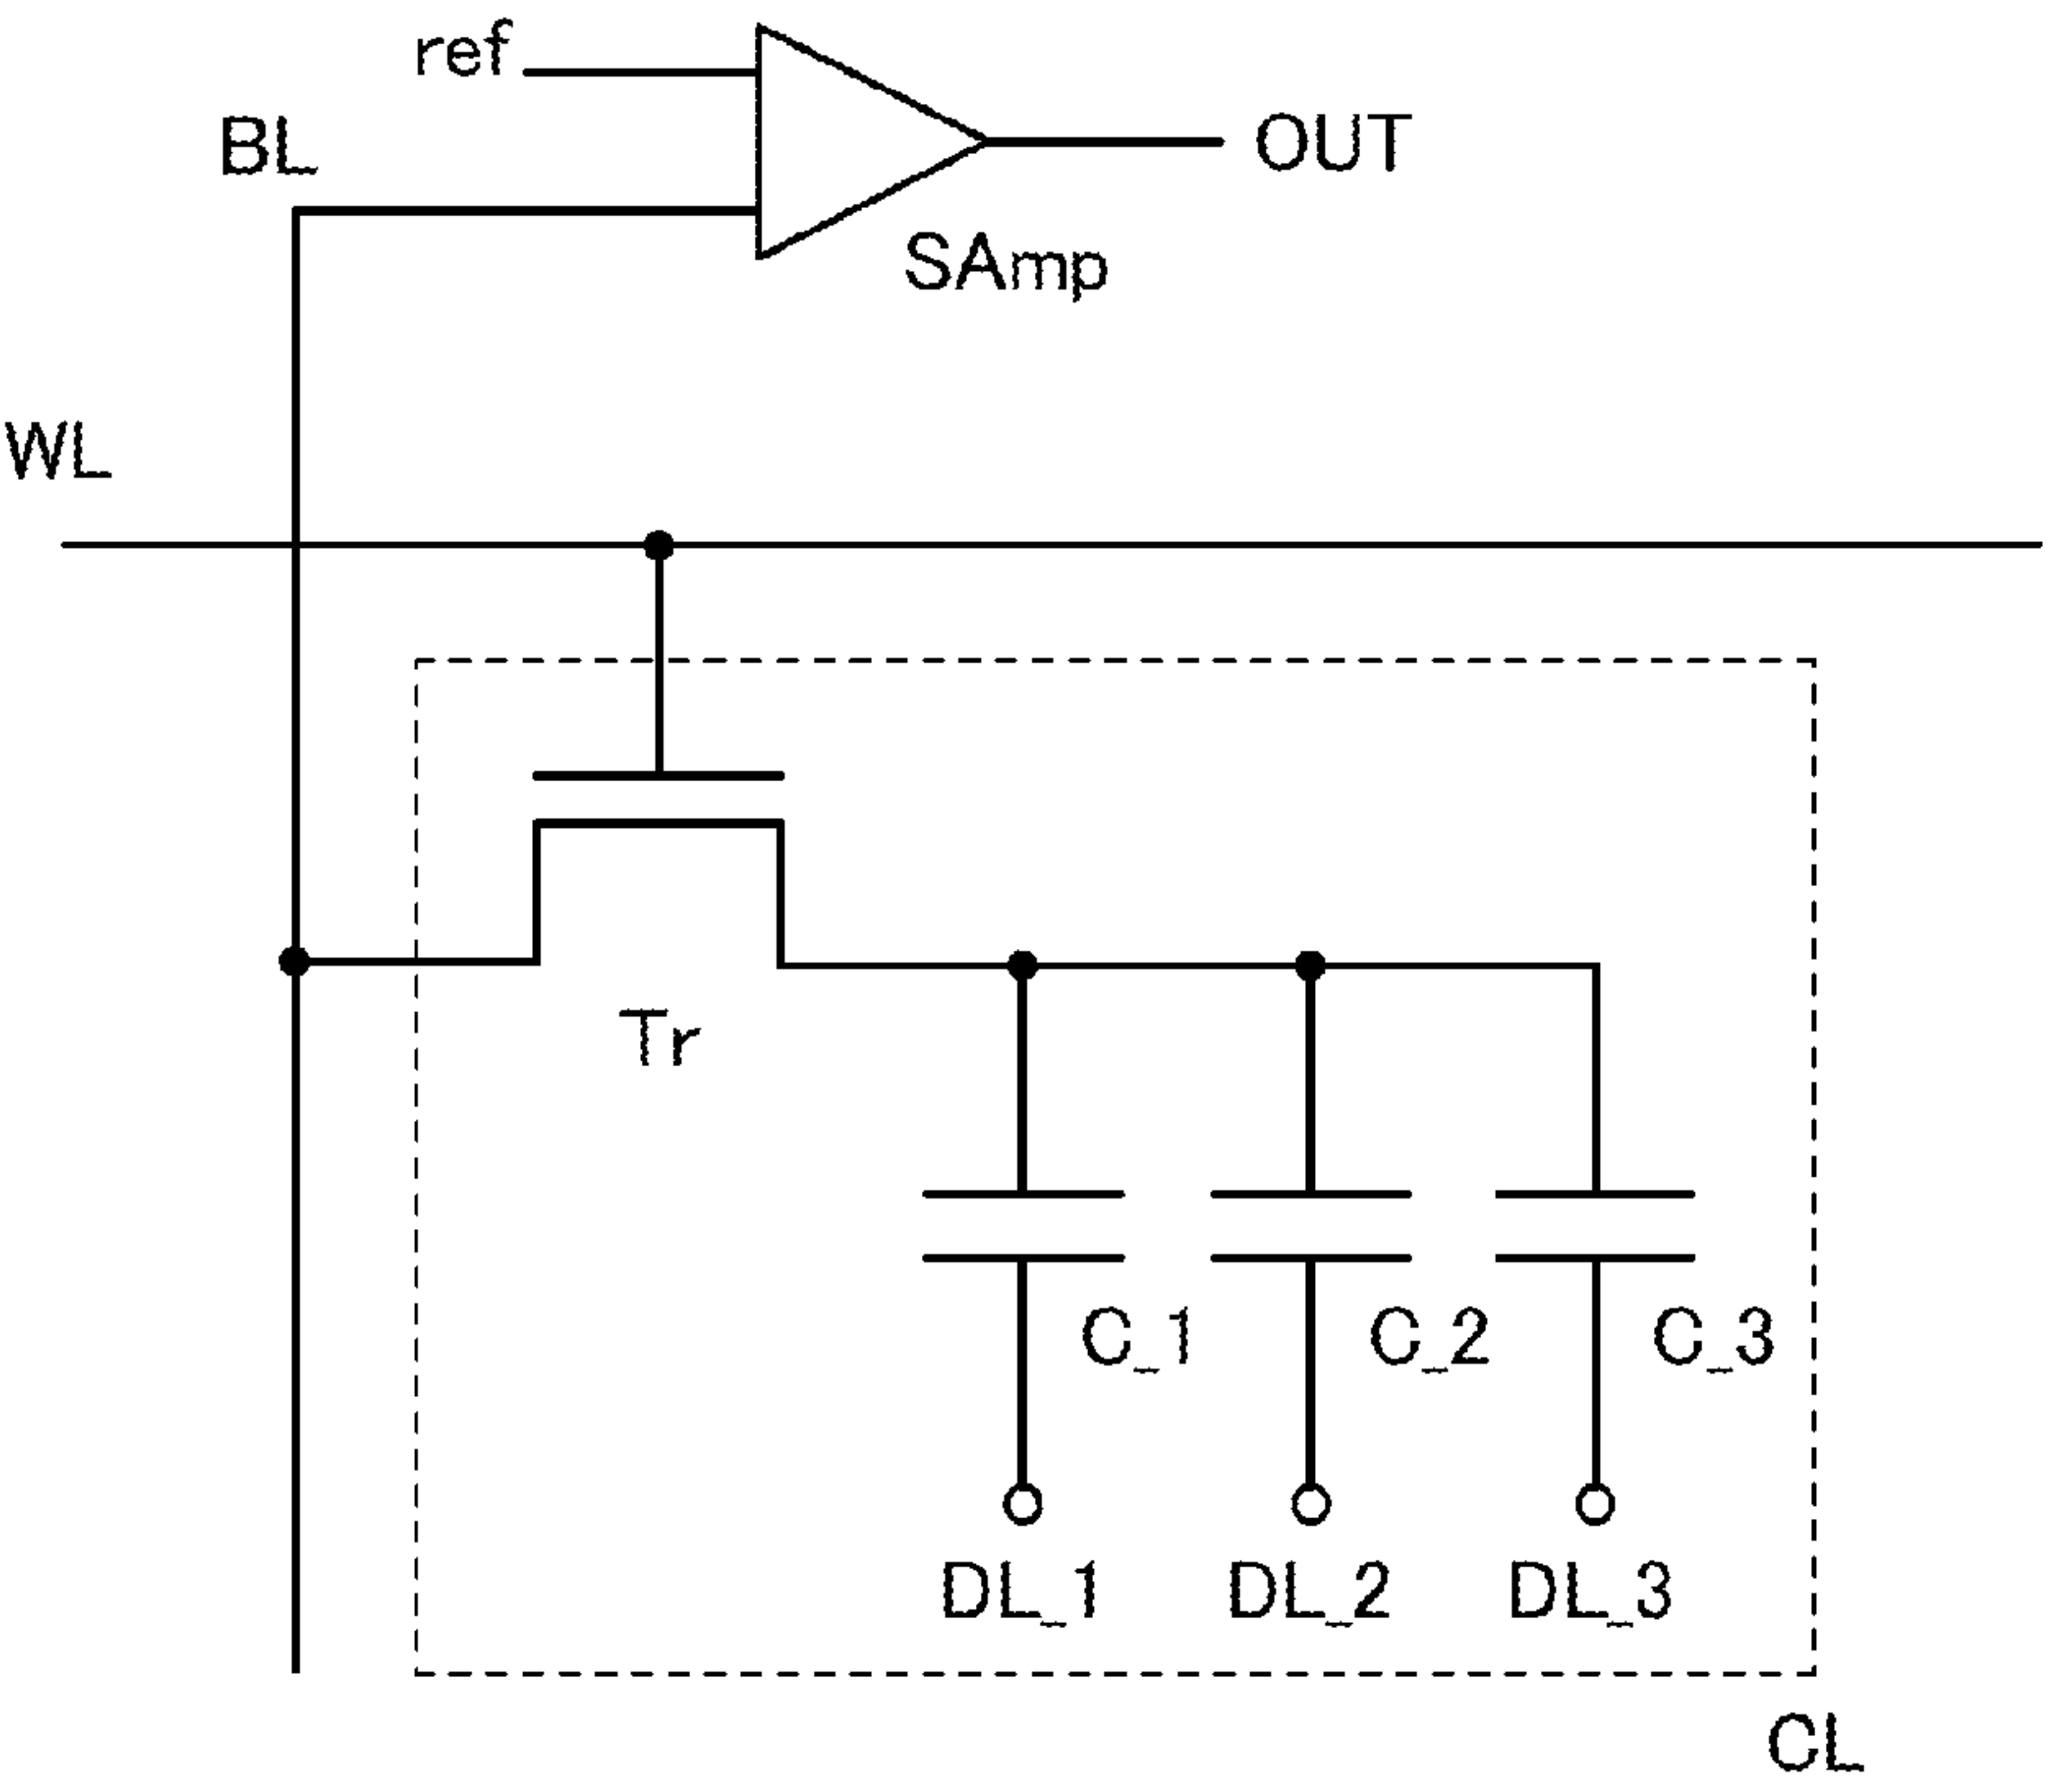 ref
BL
OUT
SAmp
WL
Tr
C_1
C_2
C_3
DL_1
DL_2
DL_3
CL